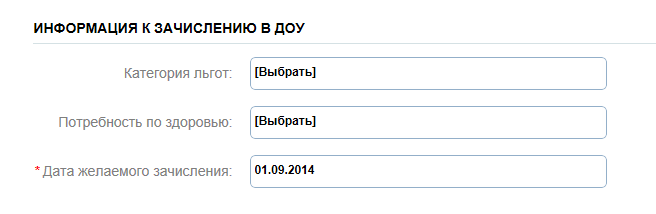 ИНФОРМАЦИЯ К ЗАЧИСЛЕНИЮ В ДОУ
Категория льгот: [Выбрать]
Потребность по здоровью: [Выбрать]
* Дата желаемого зачисления: 01.09.2014